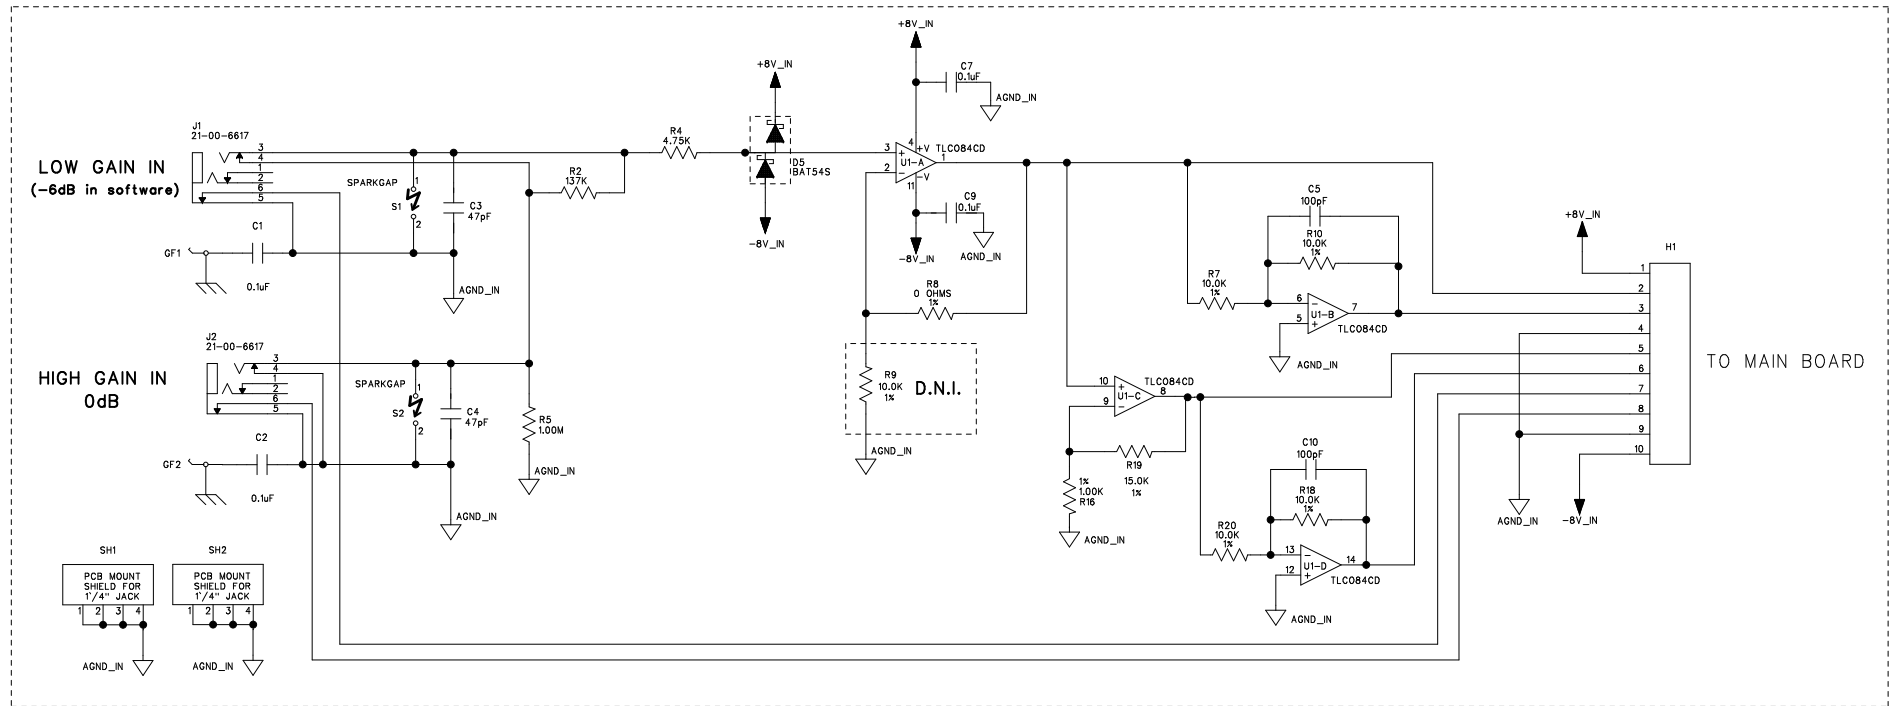 +8V_IN
C7
0.1uF
AGND_IN
+8V_IN
J1
21-00-6617
3
4
1
2
6
5
LOW GAIN IN
(-6dB in software)
SPARKGAP
1
S1
2
C3
47pF
R2
137K
R4
4.75K
D5
BAT54S
-8V_IN
4
+V
TLC084CD
3
+
U1-A
1
2
-
11
-V
C9
0.1uF
AGND_IN
-8V_IN
C1
GF1
0.1uF
AGND_IN
R8
0 OHMS
1%
C5
100pF
R10
10.0K
1%
R7
10.0K
1%
6
-
U1-B
7
5
+
TLC084CD
AGND_IN
+8V_IN
H1
1
2
3
4
5
6
7
8
9
10
TO MAIN BOARD
AGND_IN
-8V_IN
J2
21-00-6617
3
4
1
2
6
5
HIGH GAIN IN
0dB
SPARKGAP
1
S2
2
C4
47pF
R5
1.00M
AGND_IN
R9
10.0K
1%
D.N.I.
AGND_IN
TLC084CD
10
+
U1-C
8
9
-
R19
15.0K
1%
1%
1.00K
R16
AGND_IN
C2
GF2
0.1uF
AGND_IN
C10
100pF
R18
10.0K
1%
R20
10.0K
1%
13
-
U1-D
14
12
+
TLC084CD
AGND_IN
SH1
PCB MOUNT
SHIELD FOR
1'/4" JACK
1
2
3
4
AGND_IN
SH2
PCB MOUNT
SHIELD FOR
1'/4" JACK
1
2
3
4
AGND_IN